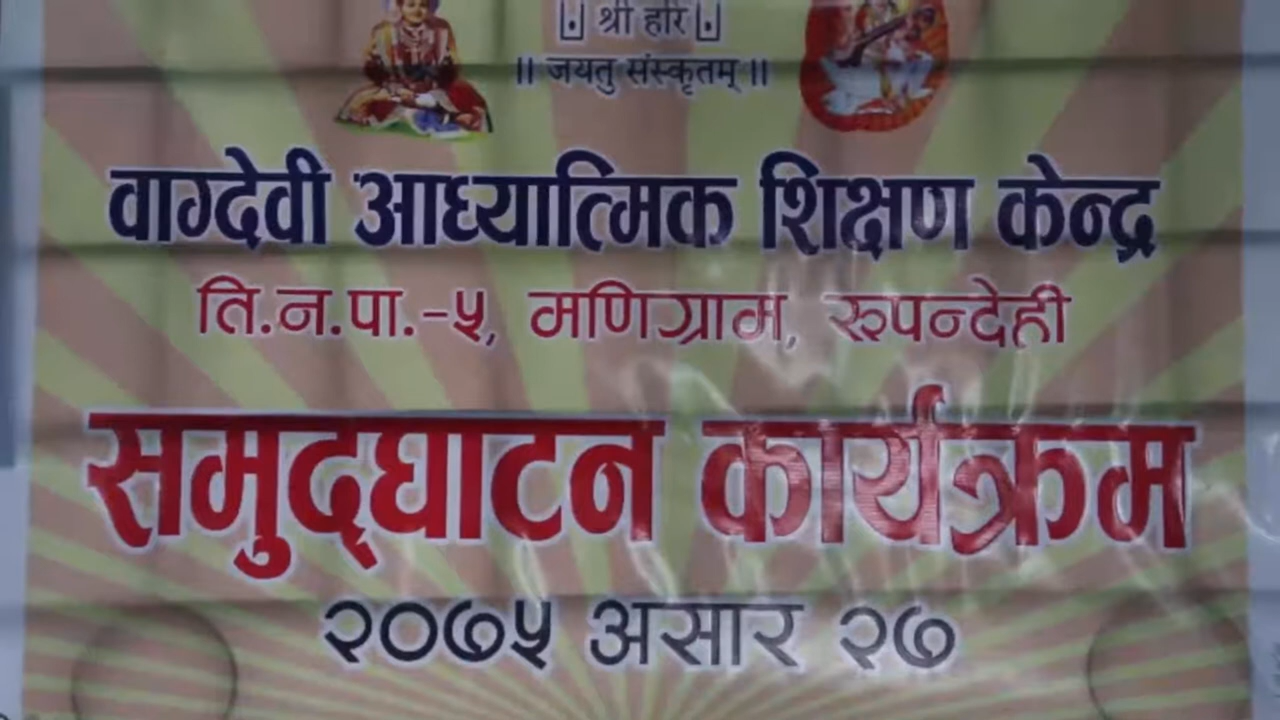 श्री हरि
॥ जयतु संस्कृतम् ॥
वाग्देवी आध्यात्मिक शिक्षण केन्द्र
ति.न.पा.-५, मणिग्राम, रुपन्देही
समुद्घाटन कार्यक्रम
२०७५ असार २७